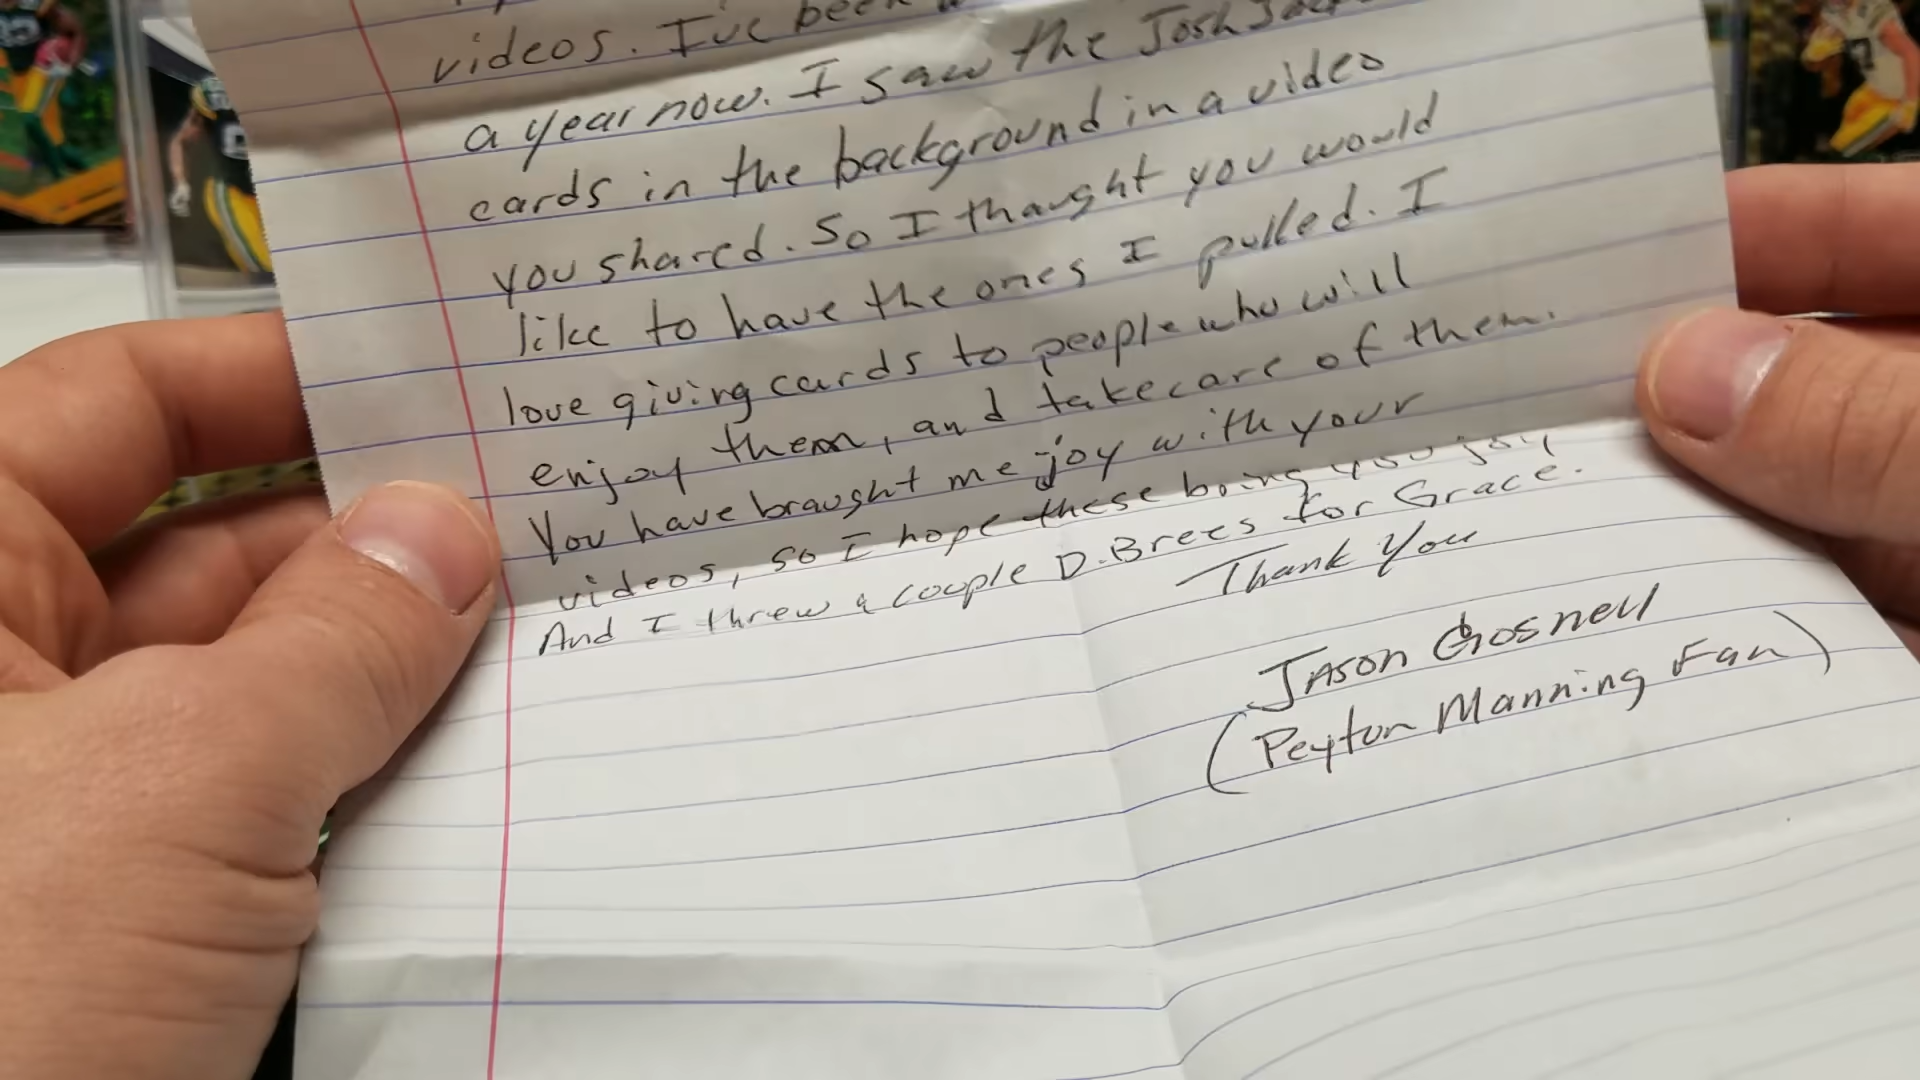 videos. I've been
a year now. I saw the Josh
cards in the background in a video
you shared. So I thaught you would
like to have the ones I pulled. I
love giving cards to people who will
enjoy them, and take care of them.
You have braught me joy with your
videos, so I hope these bring you joy
And I threw a couple D. Brees for Grace.
Thank You
Jason Gosnell
(Peyton Manning Fan)